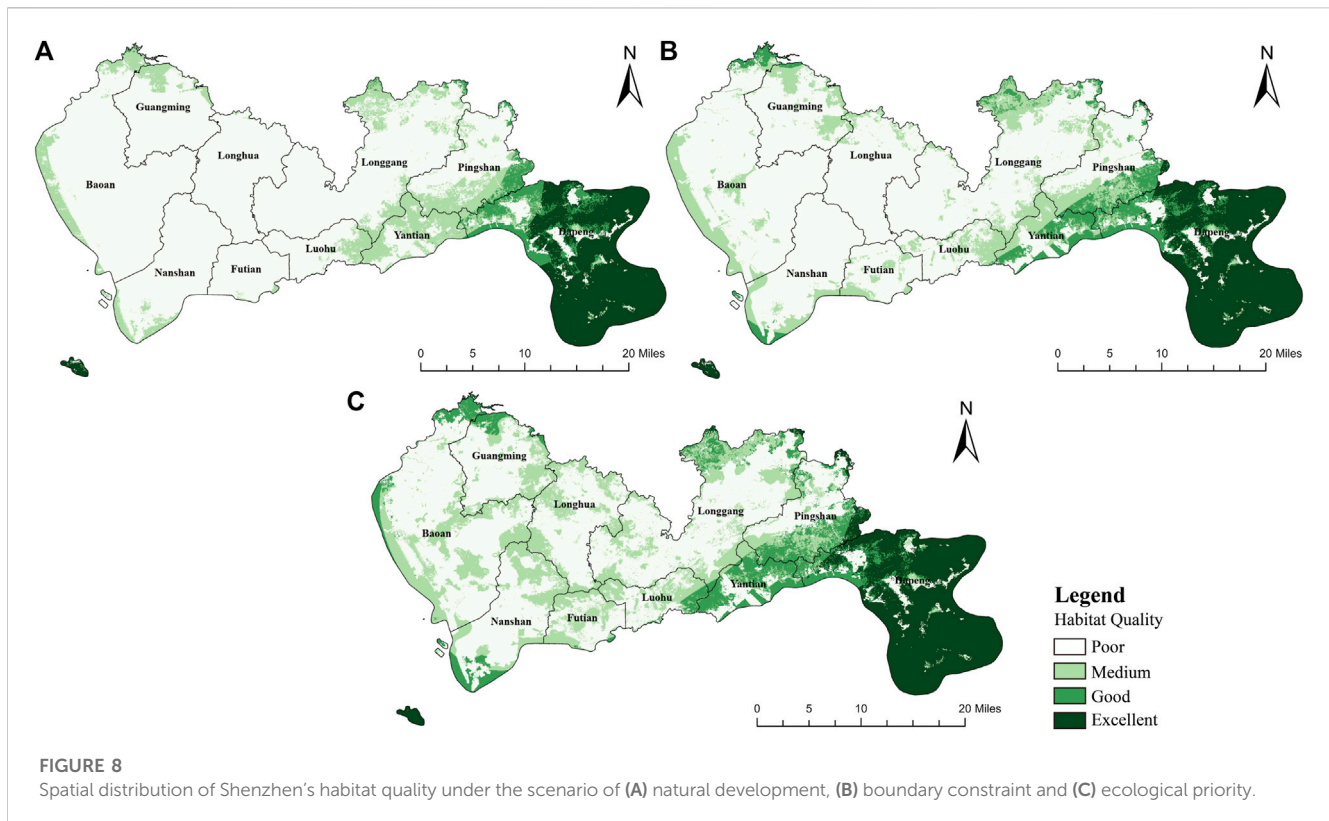 A
N
Guangming
Longhua
Baoan
Longgang
Pingshan
Dapeng
Yantian
Luohu
Futian
Nanshan
0 5 10 20 Miles
B
N
Guangming
Longhua
Baoan
Longgang
Pingshan
Dapeng
Yantian
Luohu
Futian
Nanshan
0 5 10 20 Miles
C
N
Guangming
Longhua
Baoan
Longgang
Pingshan
Dapeng
Yantian
Luohu
Futian
Nanshan
0 5 10 20 Miles
Legend
Habitat Quality
Poor
Medium
Good
Excellent
FIGURE 8
Spatial distribution of Shenzhen's habitat quality under the scenario of (A) natural development, (B) boundary constraint and (C) ecological priority.